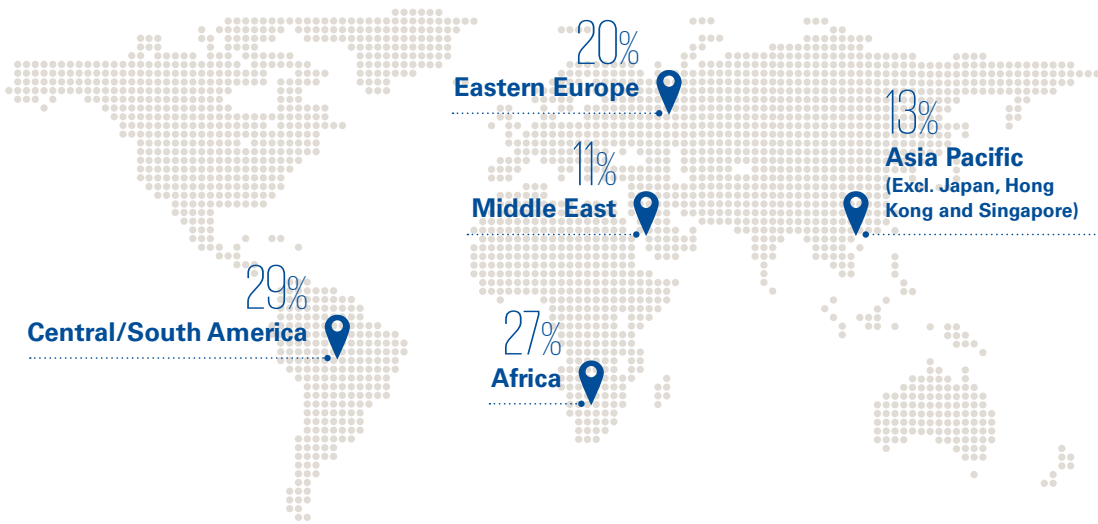 20%
Eastern Europe
13%
Asia Pacific
(Excl. Japan, Hong
Kong and Singapore)
11%
Middle East
29%
Central/South America
27%
Africa